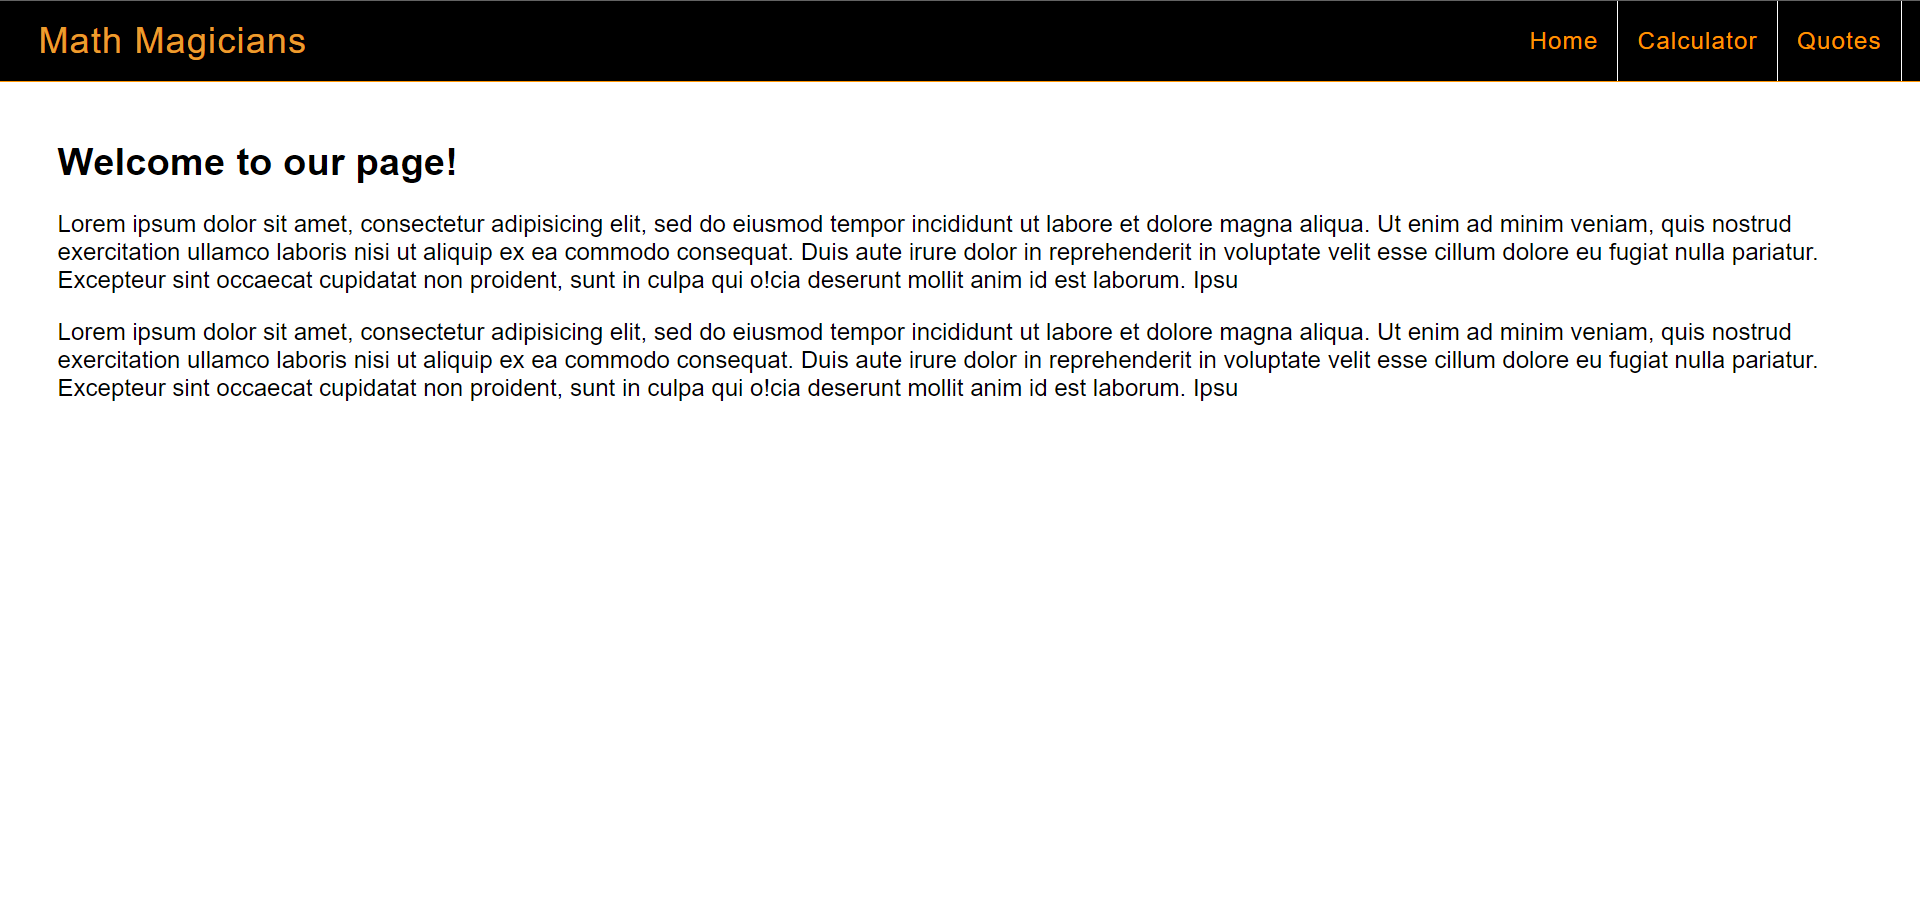 Math Magicians
Home
Calculator
Quotes
Welcome to our page!
Lorem ipsum dolor sit amet, consectetur adipisicing elit, sed do eiusmod tempor incididunt ut labore et dolore magna aliqua. Ut enim ad minim veniam, quis nostrud
exercitation ullamco laboris nisi ut aliquip ex ea commodo consequat. Duis aute irure dolor in reprehenderit in voluptate velit esse cillum dolore eu fugiat nulla pariatur.
Excepteur sint occaecat cupidatat non proident, sunt in culpa qui o!cia deserunt mollit anim id est laborum. Ipsu
Lorem ipsum dolor sit amet, consectetur adipisicing elit, sed do eiusmod tempor incididunt ut labore et dolore magna aliqua. Ut enim ad minim veniam, quis nostrud
exercitation ullamco laboris nisi ut aliquip ex ea commodo consequat. Duis aute irure dolor in reprehenderit in voluptate velit esse cillum dolore eu fugiat nulla pariatur.
Excepteur sint occaecat cupidatat non proident, sunt in culpa qui o!cia deserunt mollit anim id est laborum. Ipsu